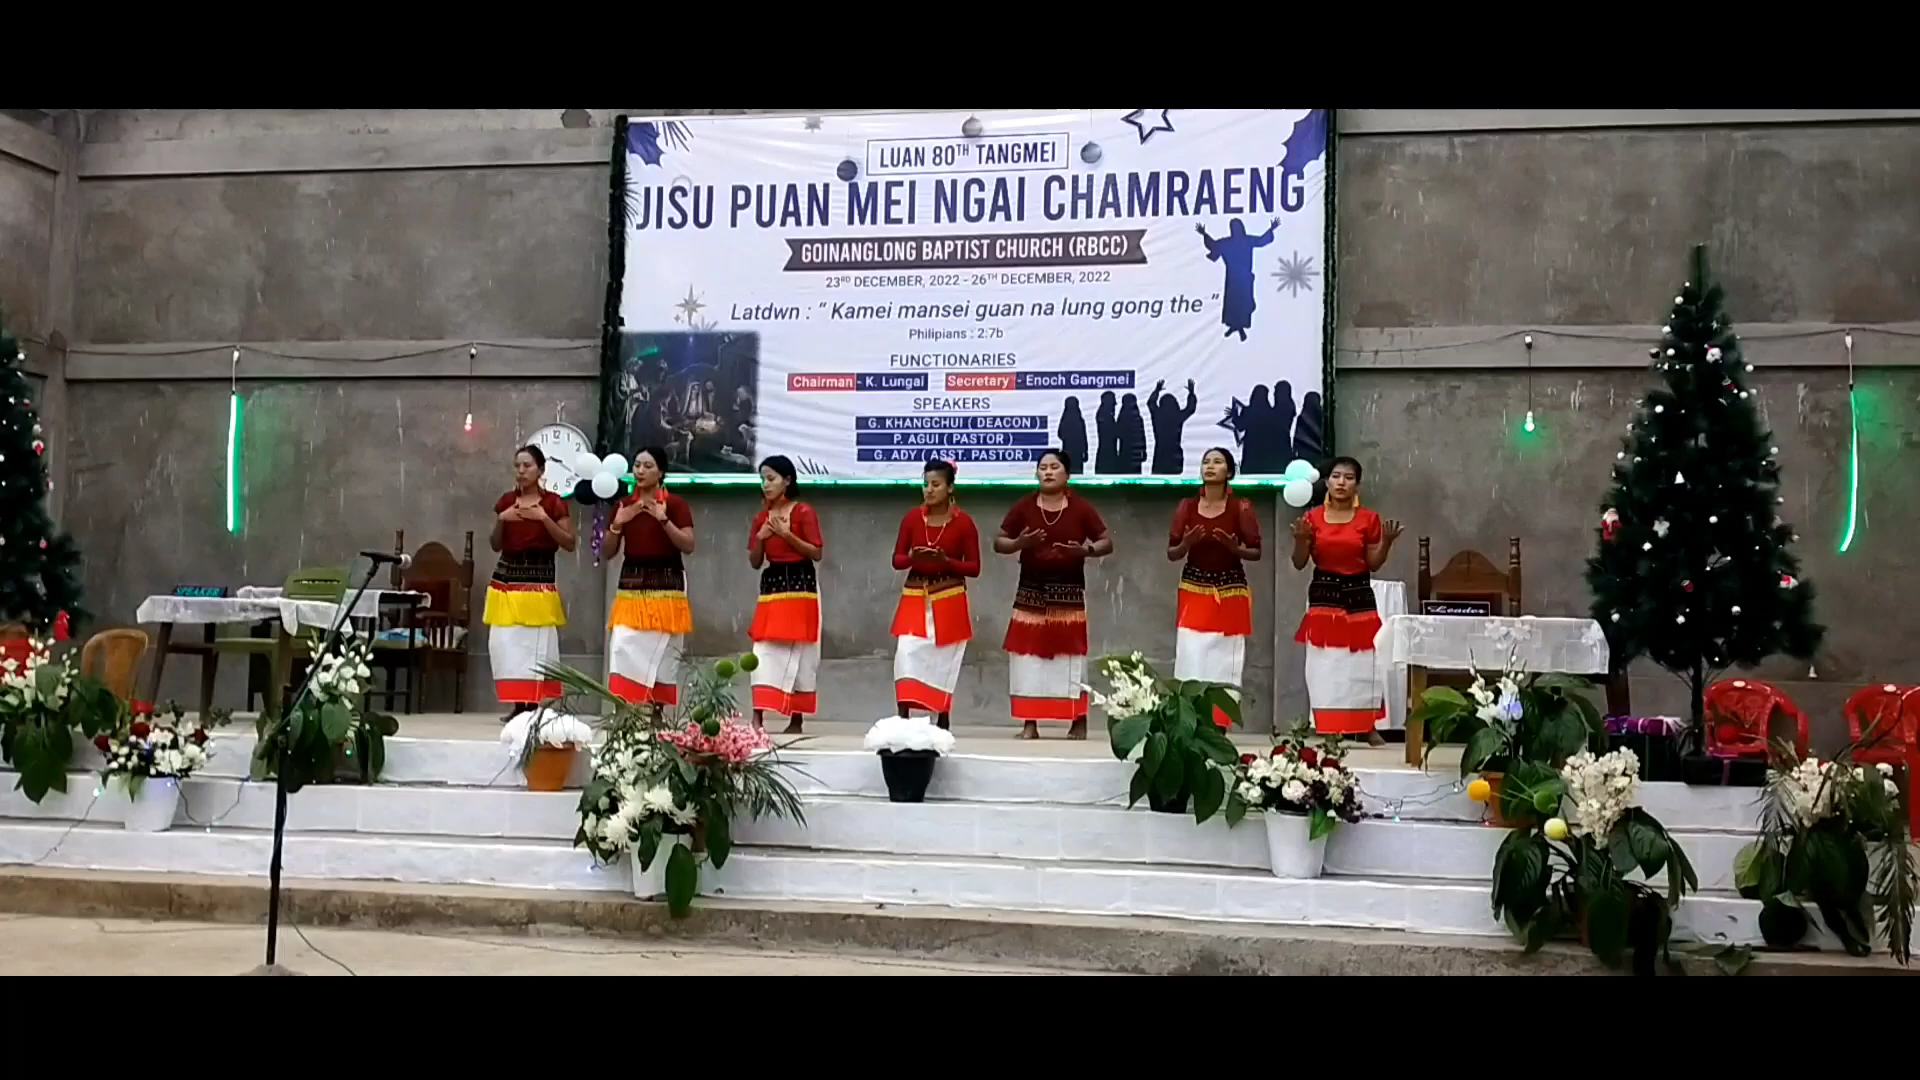 LUAN 80TH TANGMEI
JISU PUAN MEI NGAI CHAMRAENG
GOINANGLONG BAPTIST CHURCH (RBCC)
23RD DECEMBER, 2022 - 26TH DECEMBER, 2022
Latdwn : “ Kamei mansei guan na lung gong the ”
Philipians : 2:7b
FUNCTIONARIES
Chairman - K. Lungai Secretary - Enoch Gangmei
SPEAKERS
G. KHANGCHUI ( DEACON )
P. AGUI ( PASTOR )
G. ADY ( ASST. PASTOR )
SPEAKER
Leader